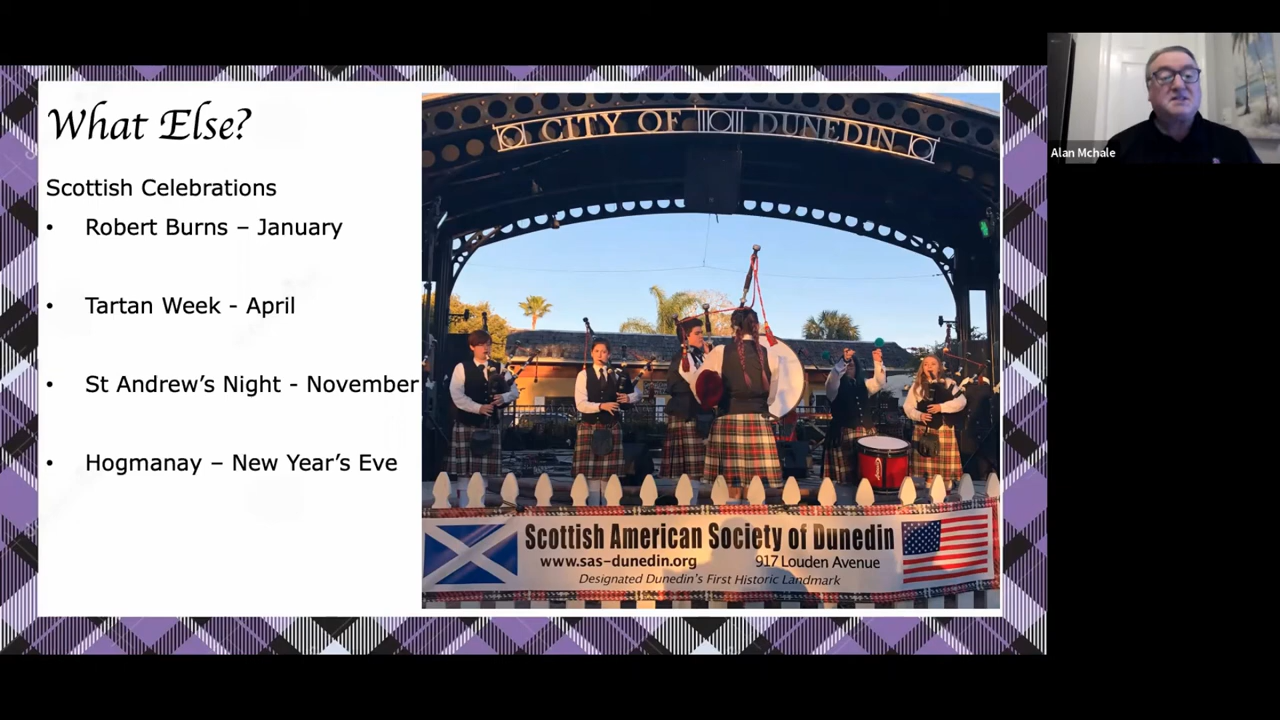 What Else?
Scottish Celebrations
• Robert Burns – January
• Tartan Week - April
• St Andrew’s Night - November
• Hogmanay – New Year’s Eve
CITY OF DUNEDIN
Scottish American Society of Dunedin
www.sas-dunedin.org 917 Louden Avenue
Designated Dunedin's First Historic Landmark
Alan Mchale